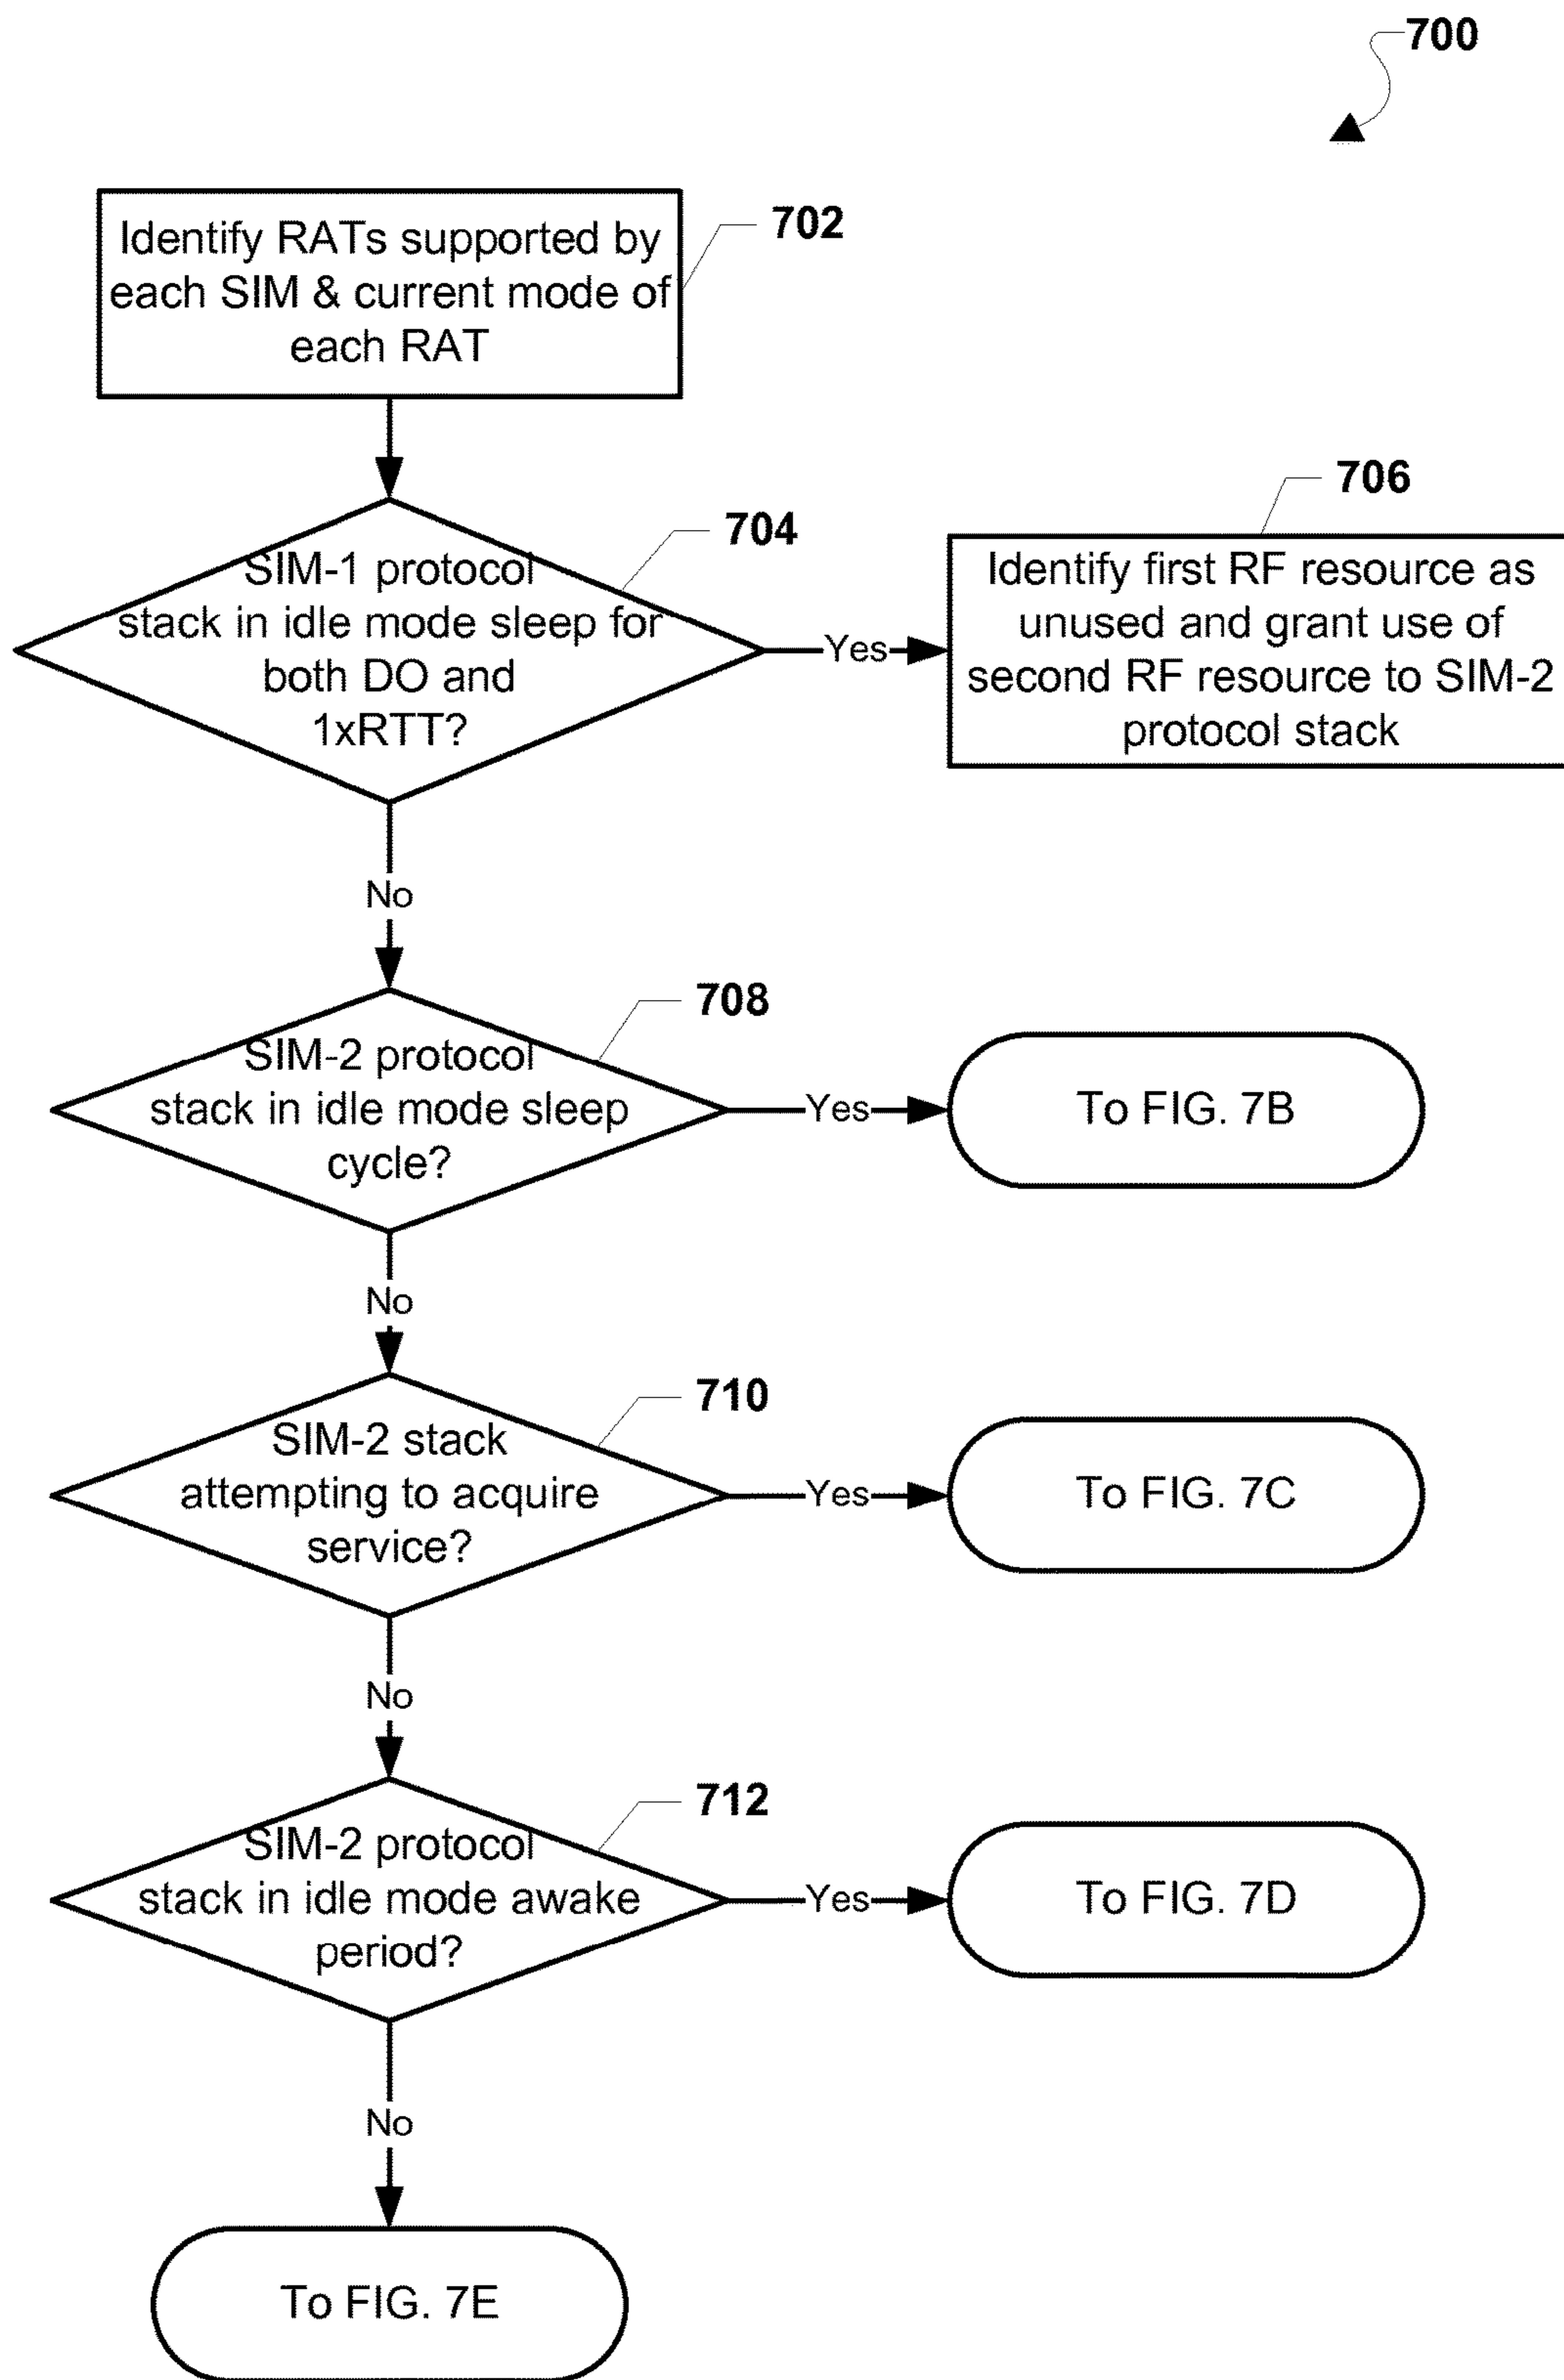 700
Identify RATs supported by
each SIM & current mode of
each RAT
702
SIM-1 protocol
stack in idle mode sleep for
both DO and
1xRTT?
704
Yes
706
Identify first RF resource as
unused and grant use of
second RF resource to SIM-2
protocol stack
No
SIM-2 protocol
stack in idle mode sleep
cycle?
708
Yes
To FIG. 7B
No
SIM-2 stack
attempting to acquire
service?
710
Yes
To FIG. 7C
No
SIM-2 protocol
stack in idle mode awake
period?
712
Yes
To FIG. 7D
No
To FIG. 7E